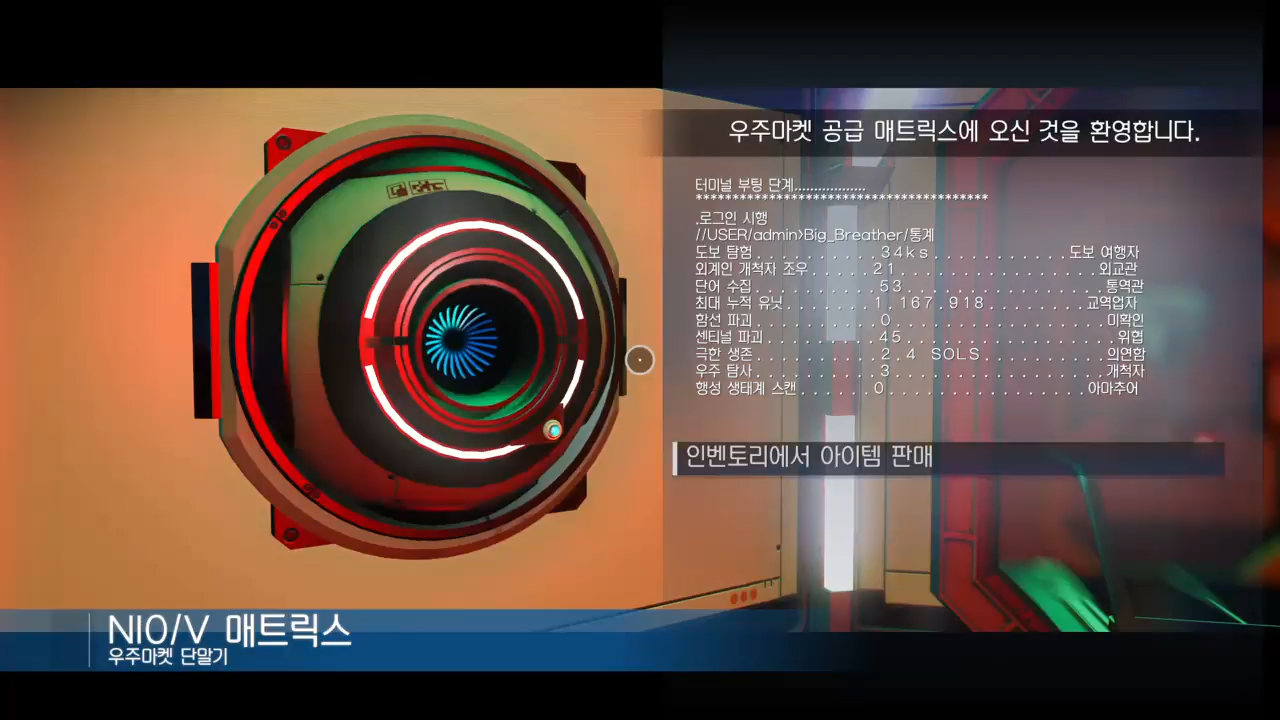 우주마켓 공급 매트릭스에 오신 것을 환영합니다.
터미널 부팅 단계..................
****************************************
.로그인 시행
//USER/admin>Big_Breather/통계
도보 탐험. . . . . . . . . . .34ks. . . . . . . . . . . .도보 여행자
외계인 개척자 조우. . . . . .21. . . . . . . . . . . . . . . . . .외교관
단어 수집. . . . . . . . . . .53. . . . . . . . . . . . . . . . . .통역관
최대 누적 유닛. . . . . . . .1,167,918. . . . . . . . .교역업자
함선 파괴. . . . . . . . . . .0. . . . . . . . . . . . . . . . . .미확인
센티널 파괴. . . . . . . . . .45. . . . . . . . . . . . . . . . . .위협
극한 생존. . . . . . . . . . .2.4 SOLS. . . . . . . . . .의연함
우주 탐사. . . . . . . . . . .3. . . . . . . . . . . . . . . . . .개척자
행성 생태계 스캔. . . . . . .0. . . . . . . . . . . . . . . .아마추어
인벤토리에서 아이템 판매
NIO/V 매트릭스
우주마켓 단말기